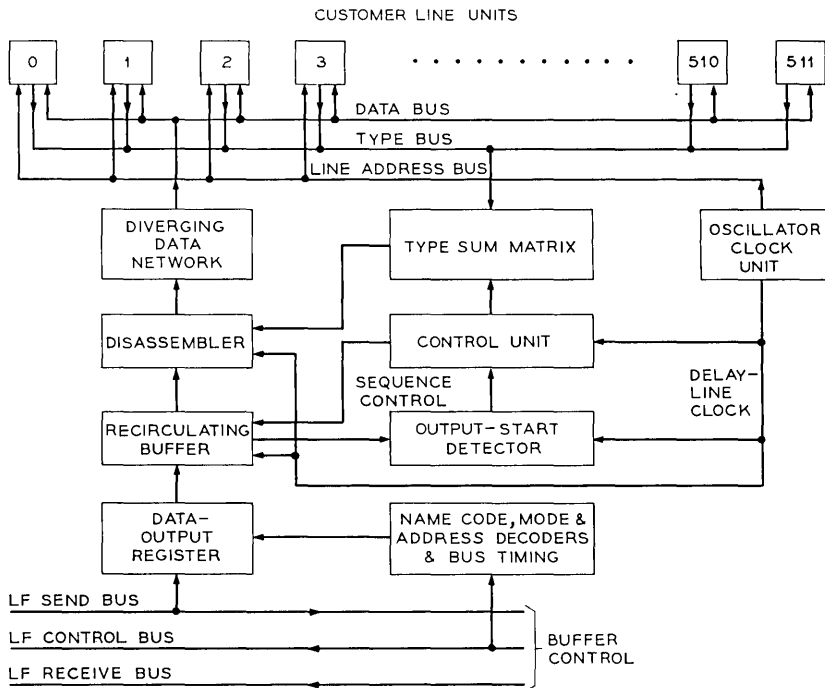 CUSTOMER LINE UNITS
0
1
2
3
510
511
DATA BUS
TYPE BUS
LINE ADDRESS BUS
DIVERGING
DATA
NETWORK
TYPE SUM MATRIX
OSCILLATOR
CLOCK
UNIT
DISASSEMBLER
CONTROL UNIT
SEQUENCE
CONTROL
DELAY-
LINE
CLOCK
RECIRCULATING
BUFFER
OUTPUT-START
DETECTOR
DATA-
OUTPUT
REGISTER
NAME CODE, MODE &
ADDRESS DECODERS
& BUS TIMING
LF SEND BUS
LF CONTROL BUS
LF RECEIVE BUS
BUFFER
CONTROL